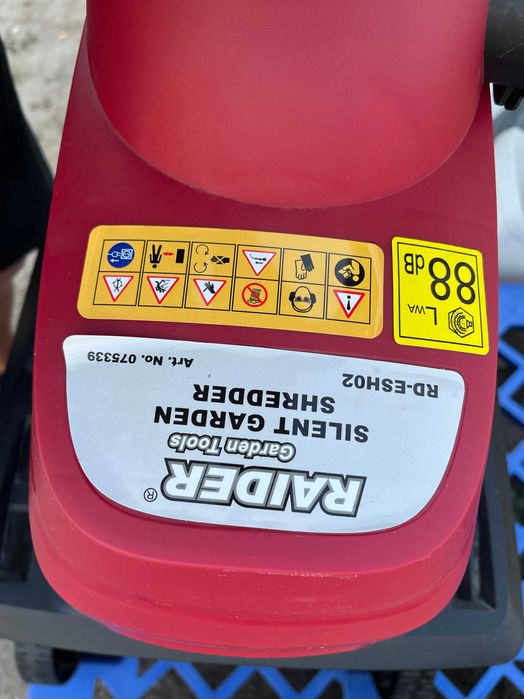 RAIDER®
Garden Tools
SILENT GARDEN
SHREDDER
RD-ESH02
Art. No. 075339
LWA
88
dB